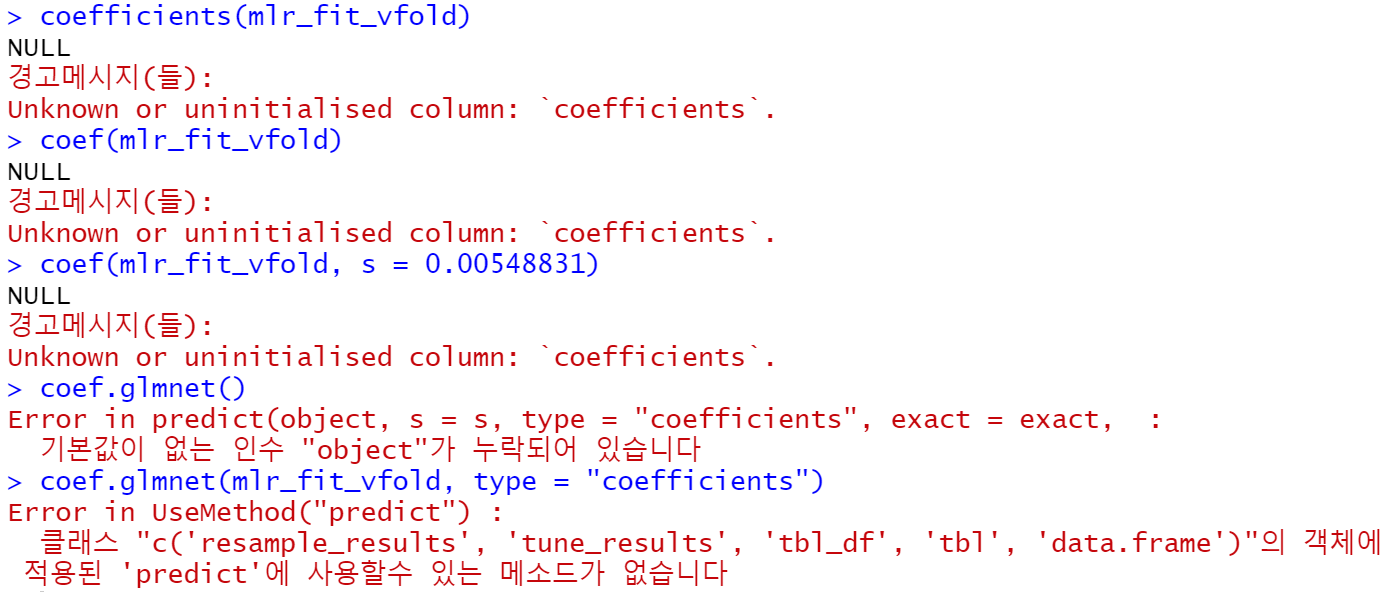 > coefficients(mlr_fit_vfold)
NULL
경고메시지(들):
Unknown or uninitialised column: `coefficients`.
> coef(mlr_fit_vfold)
NULL
경고메시지(들):
Unknown or uninitialised column: `coefficients`.
> coef(mlr_fit_vfold, s = 0.00548831)
NULL
경고메시지(들):
Unknown or uninitialised column: `coefficients`.
> coef.glmnet()
Error in predict(object, s = s, type = "coefficients", exact = exact,  :
  기본값이 없는 인수 "object"가 누락되어 있습니다
> coef.glmnet(mlr_fit_vfold, type = "coefficients")
Error in UseMethod("predict") :
  클래스 "c('resample_results', 'tune_results', 'tbl_df', 'tbl', 'data.frame')"의 객체에
 적용된 'predict'에 사용할수 있는 메소드가 없습니다